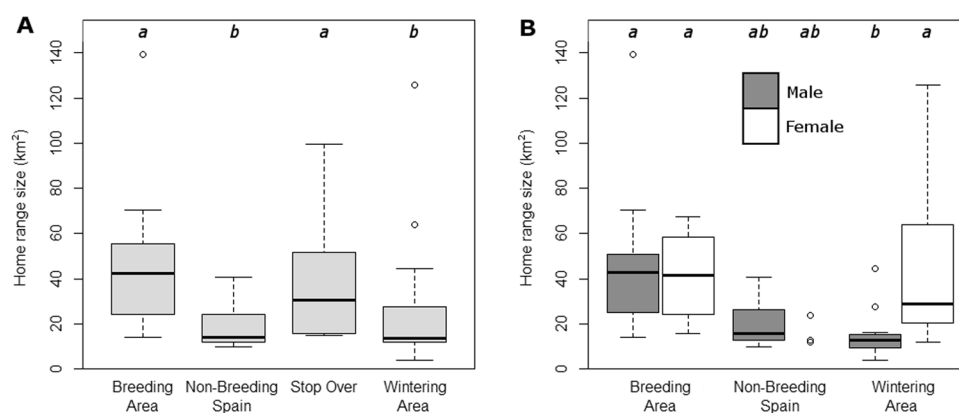 A
a b a b
Home range size (km²)
140
120
100
80
60
40
20
0
Breeding Area
Non-Breeding Spain
Stop Over
Wintering Area
B
a a ab ab b a
Home range size (km²)
140
120
100
80
60
40
20
0
Male
Female
Breeding Area
Non-Breeding Spain
Wintering Area